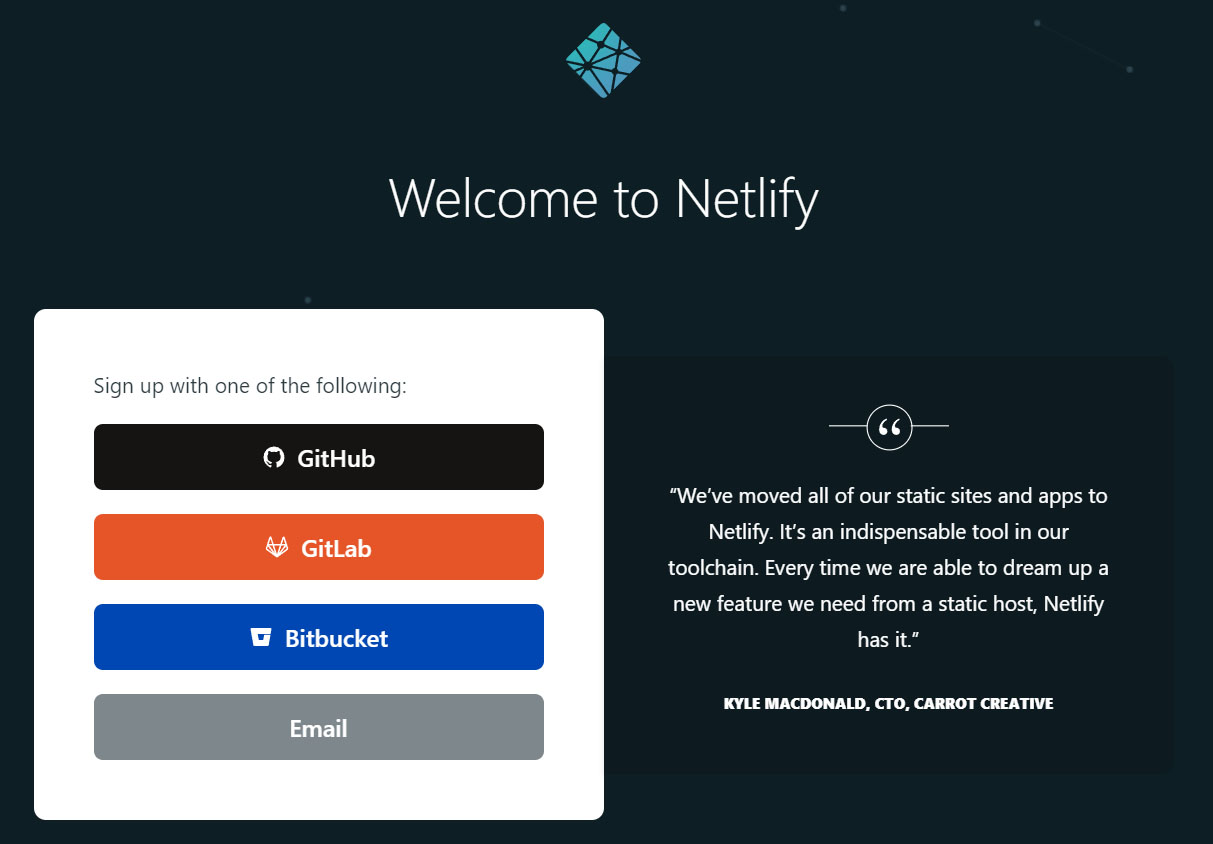 Welcome to Netlify
Sign up with one of the following:
GitHub
GitLab
Bitbucket
Email
“We’ve moved all of our static sites and apps to
Netlify. It’s an indispensable tool in our
toolchain. Every time we are able to dream up a
new feature we need from a static host, Netlify
has it.”
KYLE MACDONALD, CTO, CARROT CREATIVE